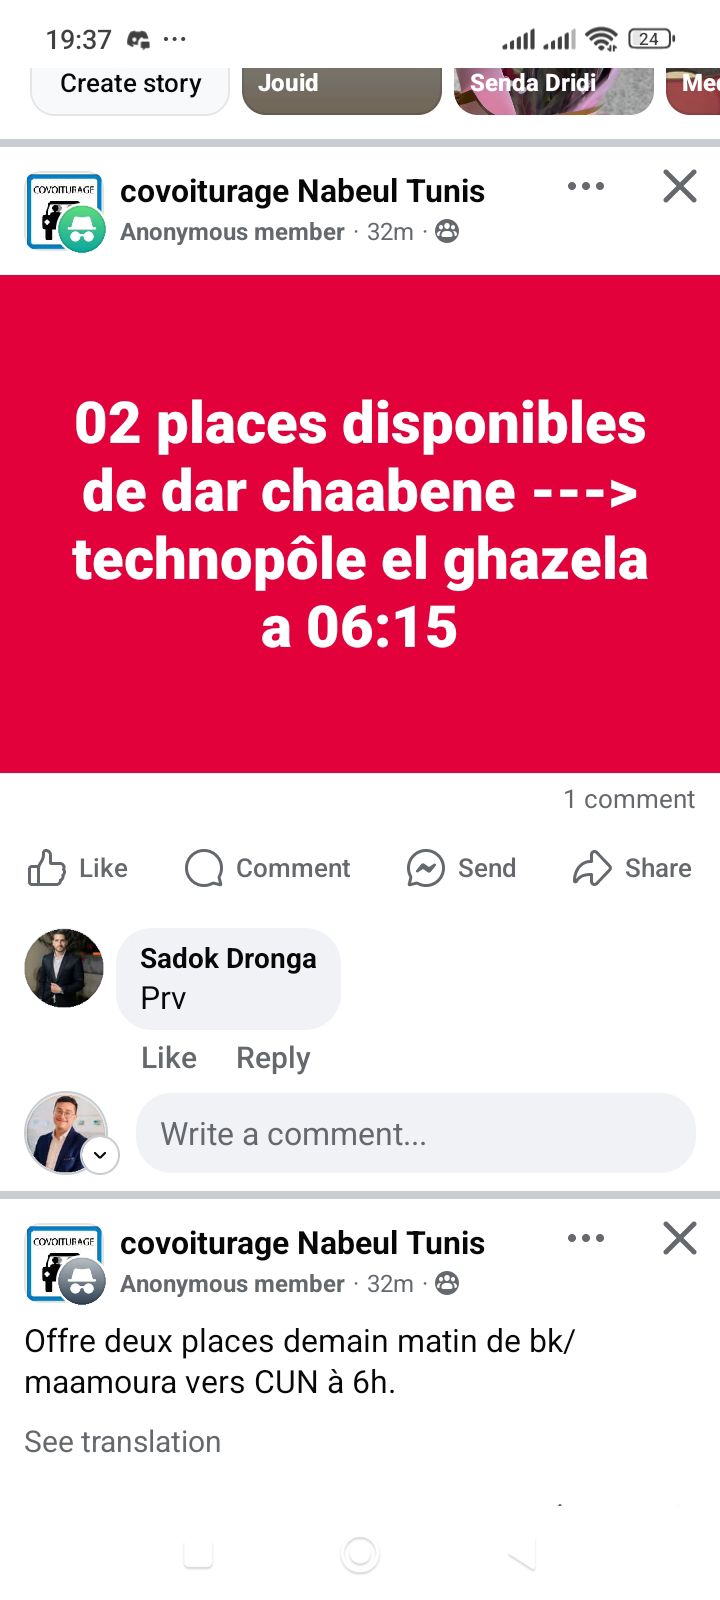 19:37
24
Create story
Jouid
Senda Dridi
COVOITURAGE
covoiturage Nabeul Tunis
Anonymous member · 32m ·
02 places disponibles
de dar chaabene --->
technopôle el ghazela
a 06:15
1 comment
Like
Comment
Send
Share
Sadok Dronga
Prv
Like
Reply
Write a comment...
COVOITURAGE
covoiturage Nabeul Tunis
Anonymous member · 32m ·
Offre deux places demain matin de bk/
maamoura vers CUN à 6h.
See translation